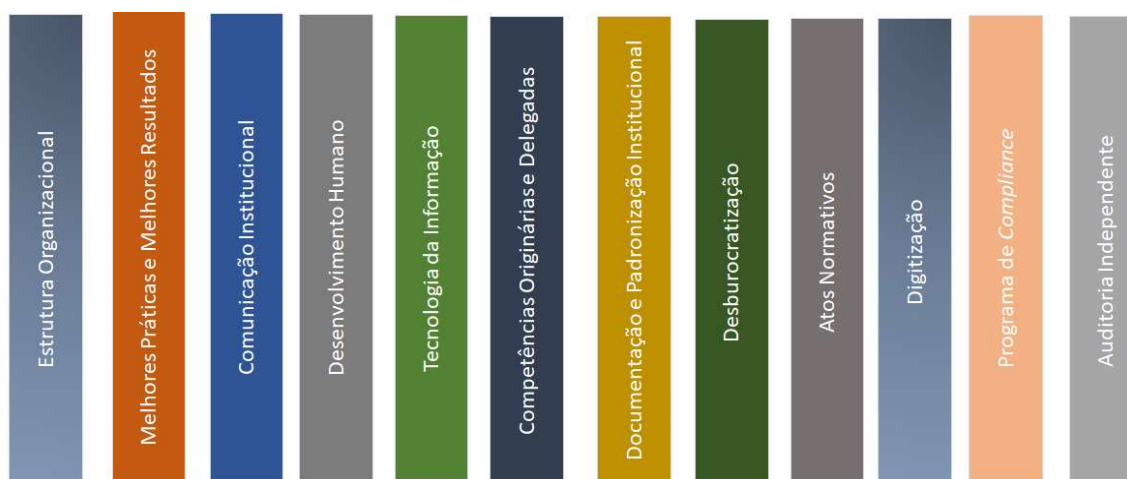 Estrutura Organizacional
Melhores Práticas e Melhores Resultados
Comunicação Institucional
Desenvolvimento Humano
Tecnologia da Informação
Competências Originárias e Delegadas
Documentação e Padronização Institucional
Desburocratização
Atos Normativos
Digitização
Programa de Compliance
Auditoria Independente